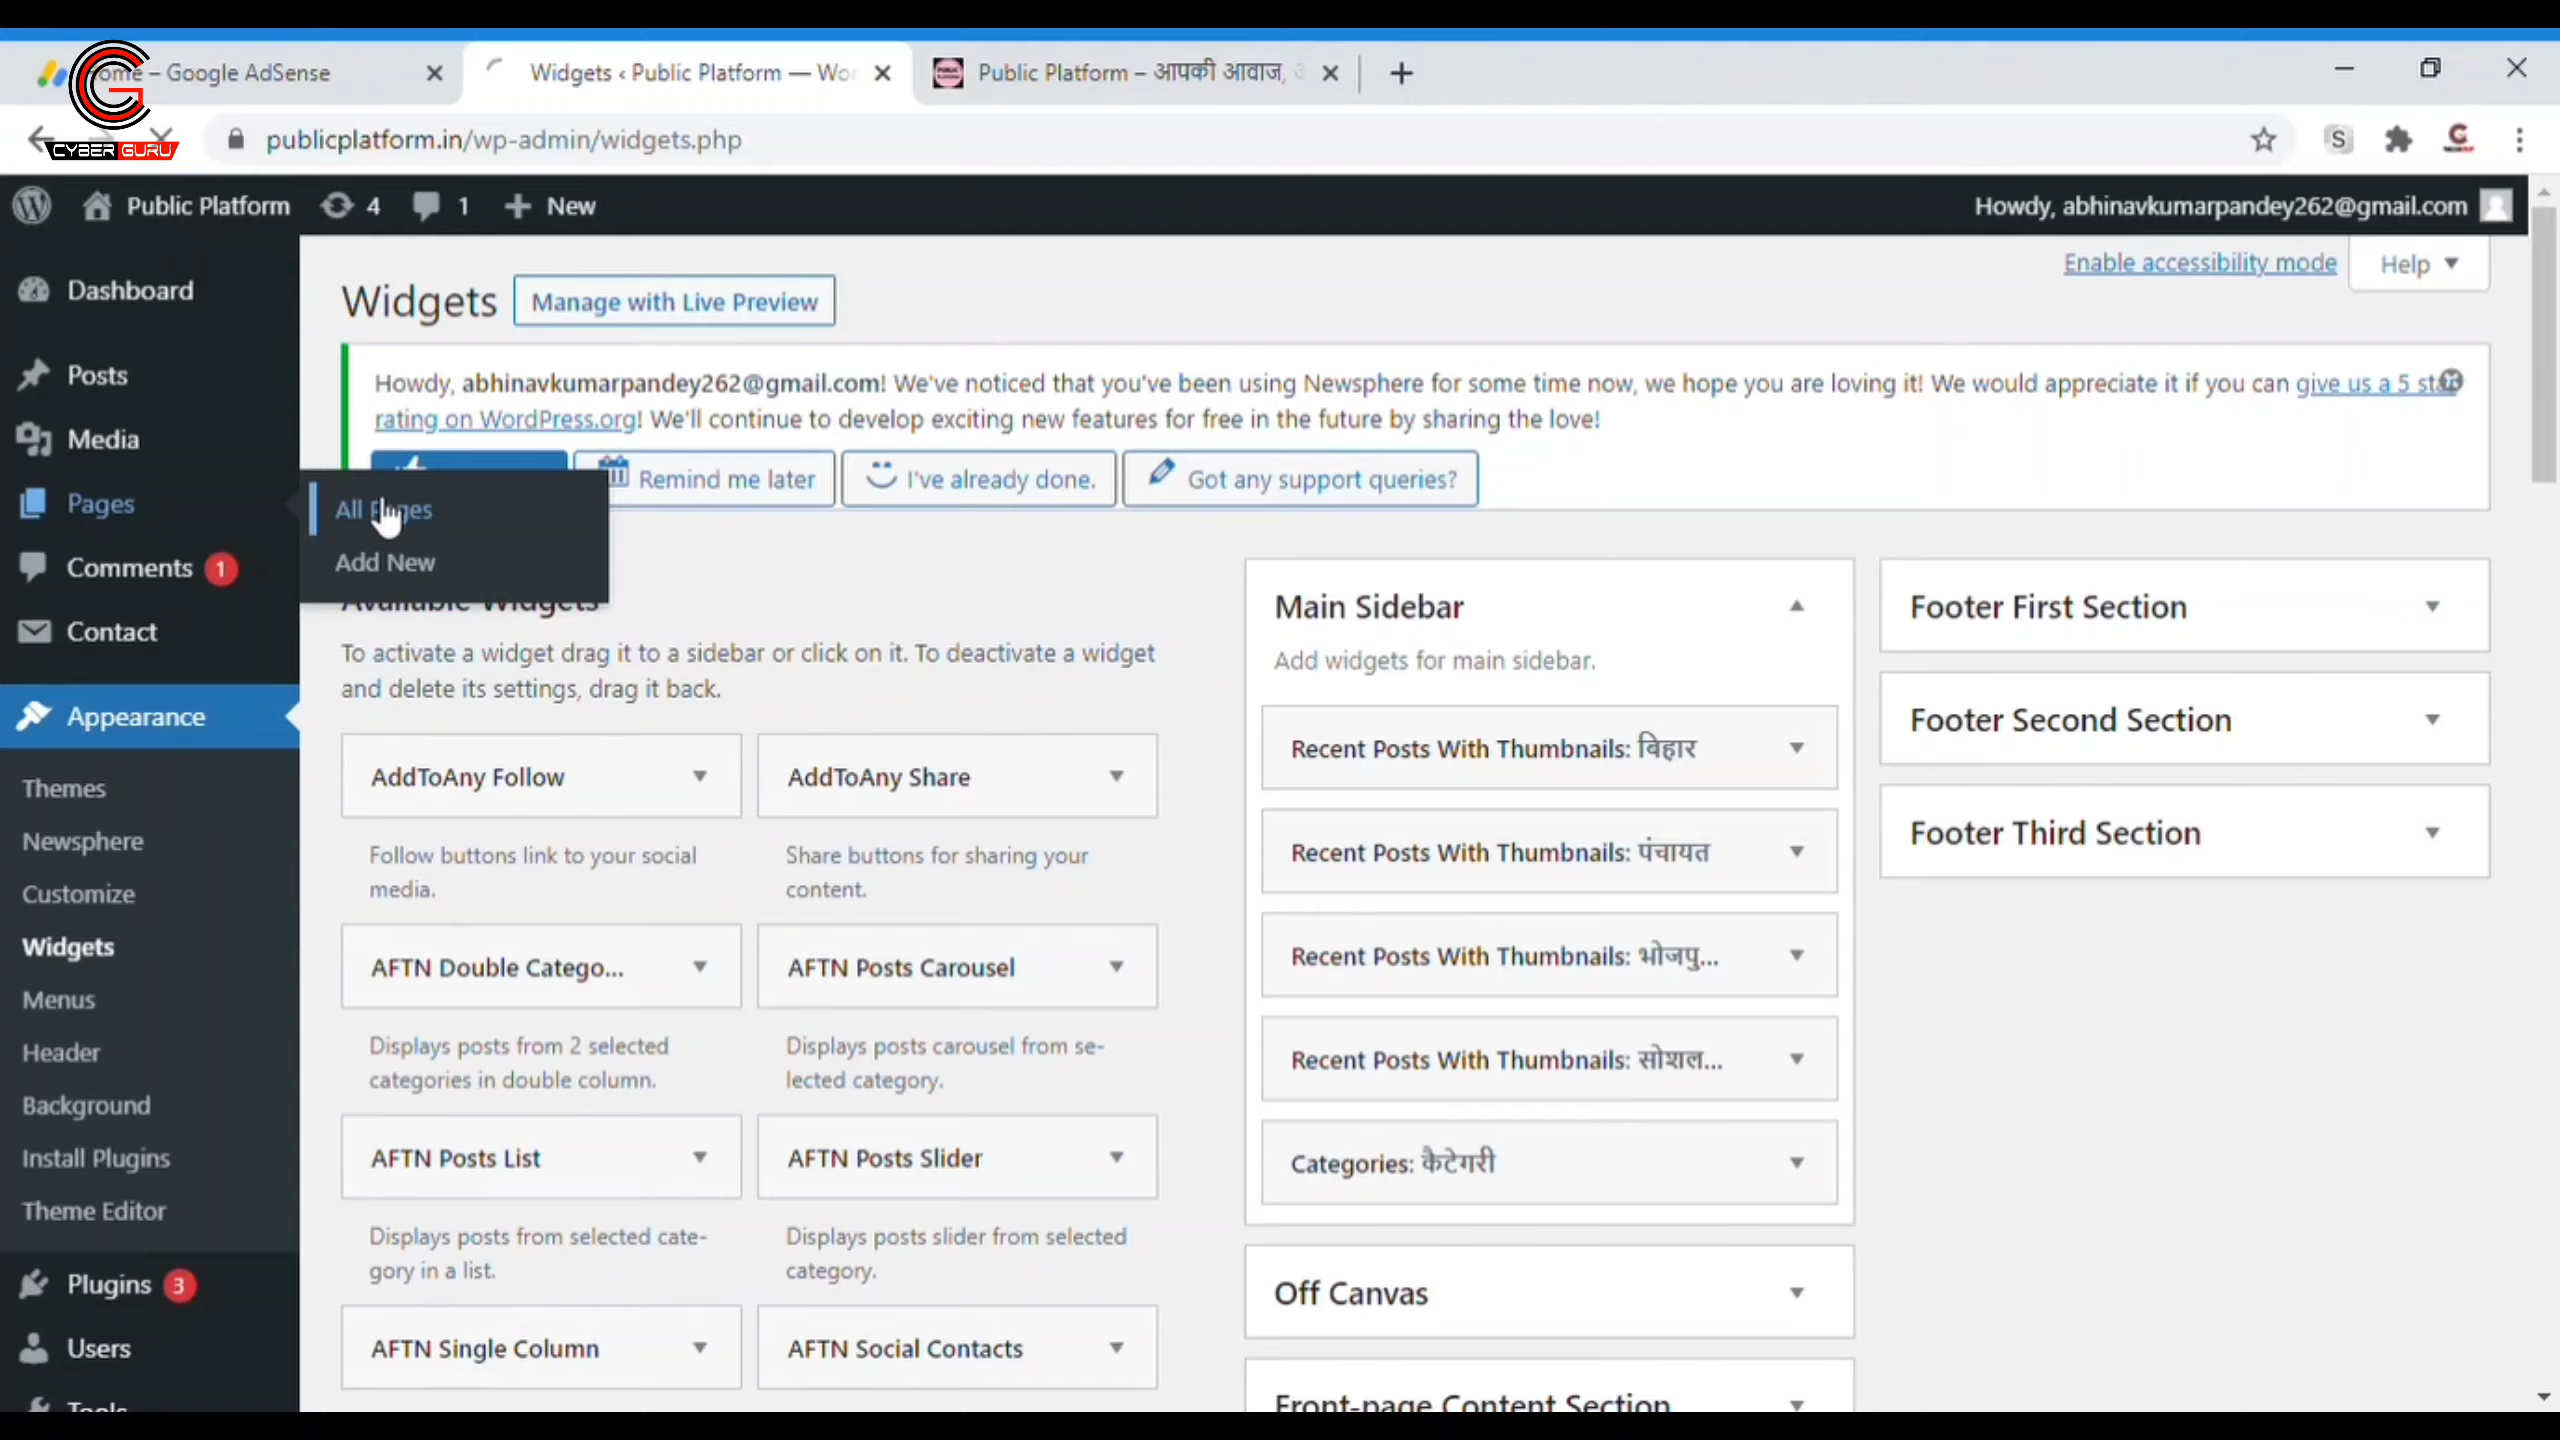 ome – Google AdSense
Widgets ‹ Public Platform — Wo
Public Platform – आपकी आवाज,
CYBER GURU
publicplatform.in/wp-admin/widgets.php
S
Public Platform 4 1 + New
Howdy, abhinavkumarpandey262@gmail.com
Dashboard
Posts
Media
Pages
Comments 1
Contact
Appearance
Themes
Newsphere
Customize
Widgets
Menus
Header
Background
Install Plugins
Theme Editor
Plugins 3
Users
Tools
All Pages
Add New
Enable accessibility mode
Help
Widgets
Manage with Live Preview
Howdy, abhinavkumarpandey262@gmail.com! We've noticed that you've been using Newsphere for some time now, we hope you are loving it! We would appreciate it if you can give us a 5 star
rating on WordPress.org! We'll continue to develop exciting new features for free in the future by sharing the love!
Remind me later
I've already done.
Got any support queries?
Available Widgets
To activate a widget drag it to a sidebar or click on it. To deactivate a widget
and delete its settings, drag it back.
AddToAny Follow
Follow buttons link to your social
media.
AddToAny Share
Share buttons for sharing your
content.
AFTN Double Catego...
Displays posts from 2 selected
categories in double column.
AFTN Posts Carousel
Displays posts carousel from se-
lected category.
AFTN Posts List
Displays posts from selected cate-
gory in a list.
AFTN Posts Slider
Displays posts slider from selected
category.
AFTN Single Column
AFTN Social Contacts
Main Sidebar
Add widgets for main sidebar.
Recent Posts With Thumbnails: बिहार
Recent Posts With Thumbnails: पंचायत
Recent Posts With Thumbnails: भोजपु...
Recent Posts With Thumbnails: सोशल...
Categories: कैटेगरी
Off Canvas
Front-page Content Section
Footer First Section
Footer Second Section
Footer Third Section